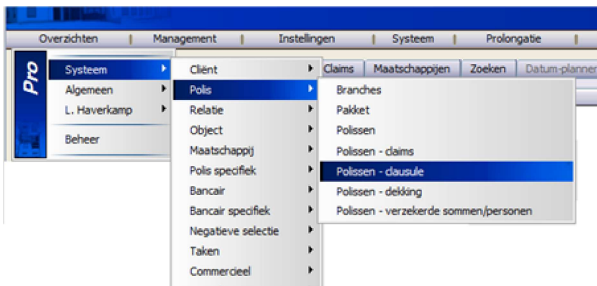 Overzichten | Management | Instellingen | Systeem | Prolongatie |
Pro
Systeem
Algemeen
L. Haverkamp
Beheer
Cliënt
Polis
Relatie
Object
Maatschappij
Polis specifiek
Bancair
Bancair specifiek
Negatieve selectie
Taken
Commercieel
Claims Maatschappijen Zoeken Datum-planner
Branches
Pakket
Polissen
Polissen - claims
Polissen - clausule
Polissen - dekking
Polissen - verzekerde sommen/personen